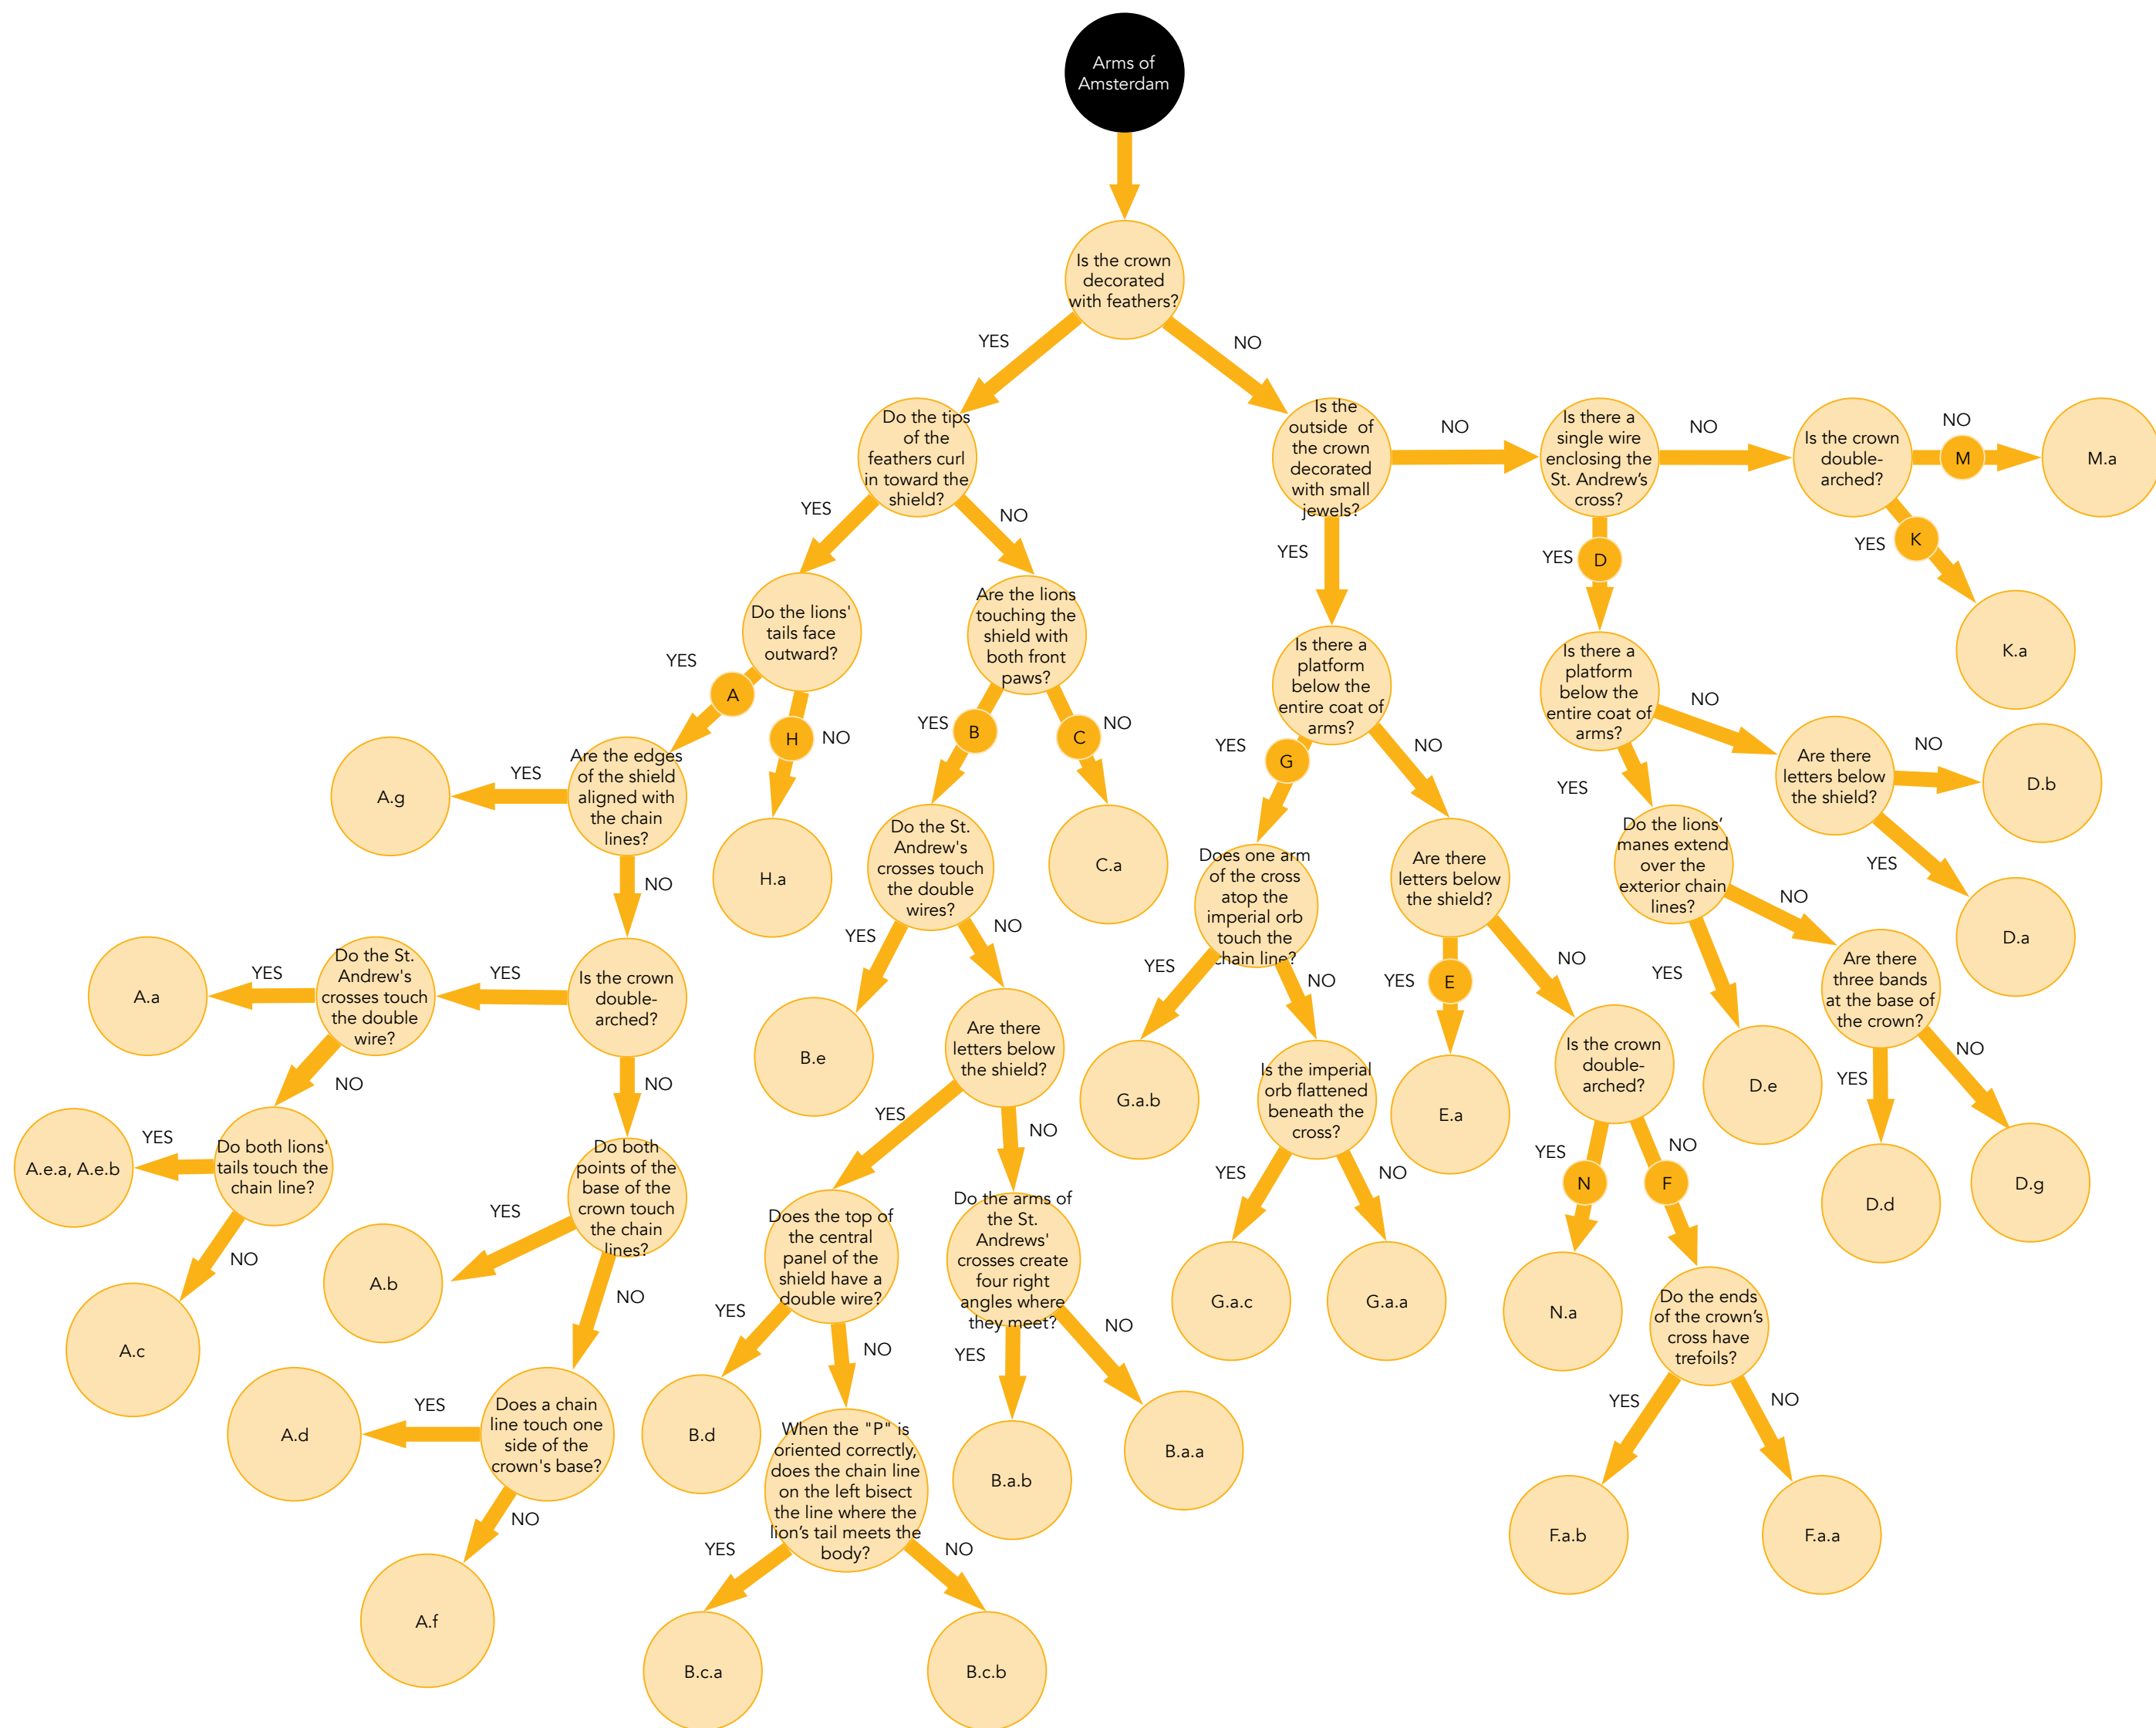 Arms of
Amsterdam
Is the crown
decorated
with feathers?
YES
NO
Do the tips
of the
feathers curl
in toward the
shield?
Is the
outside of
the crown
decorated
with small
jewels?
NO
Is there a
single wire
enclosing the
St. Andrew’s
cross?
NO
Is the crown
double-
arched?
NO
M
M.a
YES
NO
YES
YES
D
YES
K
K.a
Do the lions'
tails face
outward?
Are the lions
touching the
shield with
both front
paws?
Is there a
platform
below the
entire coat of
arms?
Is there a
platform
below the
entire coat of
arms?
NO
YES
A
H
NO
YES
B
C
NO
YES
G
NO
YES
Are there
letters below
the shield?
NO
D.b
YES
D.a
A.g
YES
Are the edges
of the shield
aligned with
the chain
lines?
NO
H.a
Do the St.
Andrew's
crosses touch
the double
wires?
C.a
Does one arm
of the cross
atop the
imperial orb
touch the
chain line?
Are there
letters below
the shield?
Do the lions’
manes extend
over the
exterior chain
lines?
NO
YES
YES
NO
YES
NO
YES
E
NO
Are there
three bands
at the base of
the crown?
A.a
YES
Do the St.
Andrew's
crosses touch
the double
wire?
YES
Is the crown
double-
arched?
NO
NO
B.e
Are there
letters below
the shield?
G.a.b
Is the imperial
orb flattened
beneath the
cross?
E.a
Is the crown
double-
arched?
D.e
YES
NO
D.d
D.g
A.e.a, A.e.b
YES
Do both lions'
tails touch the
chain line?
NO
A.c
YES
NO
YES
NO
YES
N
NO
F
Do both
points of the
base of the
crown touch
the chain
lines?
YES
A.b
NO
Does the top of
the central
panel of the
shield have a
double wire?
Do the arms of
the St.
Andrews'
crosses create
four right
angles where
they meet?
G.a.c
G.a.a
N.a
Do the ends
of the crown’s
cross have
trefoils?
YES
NO
YES
NO
YES
NO
A.d
YES
Does a chain
line touch one
side of the
crown's base?
NO
A.f
B.d
When the "P" is
oriented correctly,
does the chain line
on the left bisect
the line where the
lion’s tail meets the
body?
B.a.b
B.a.a
F.a.b
F.a.a
YES
NO
B.c.a
B.c.b